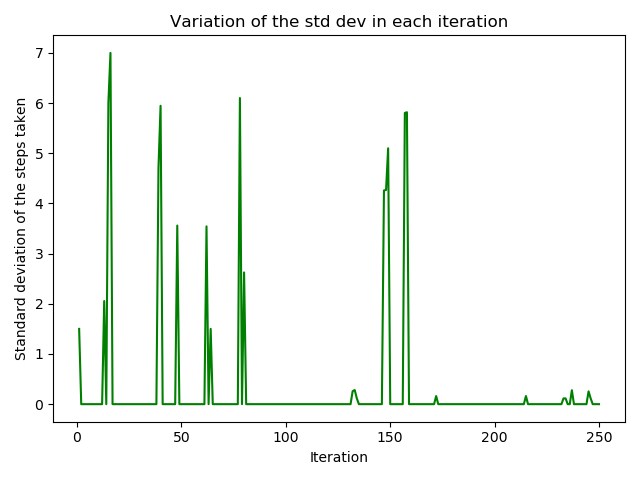 Variation of the std dev in each iteration
7
6
5
4
3
2
1
0
Standard deviation of the steps taken
0 50 100 150 200 250
Iteration